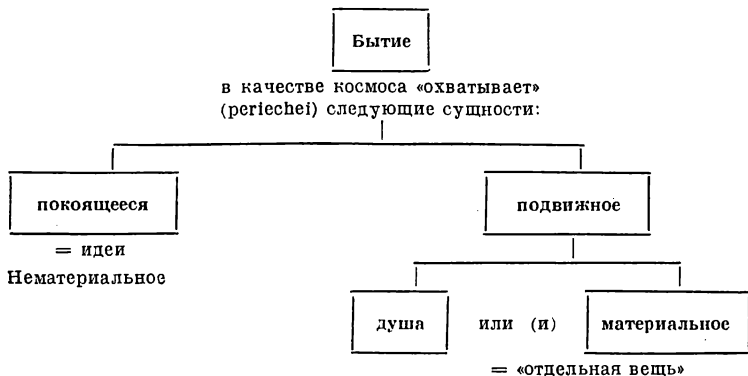 Бытие
в качестве космоса «охватывает»
(periechei) следующие сущности:
покоящееся
подвижное
= идеи
Нематериальное
душа или (и) материальное
= «отдельная вещь»